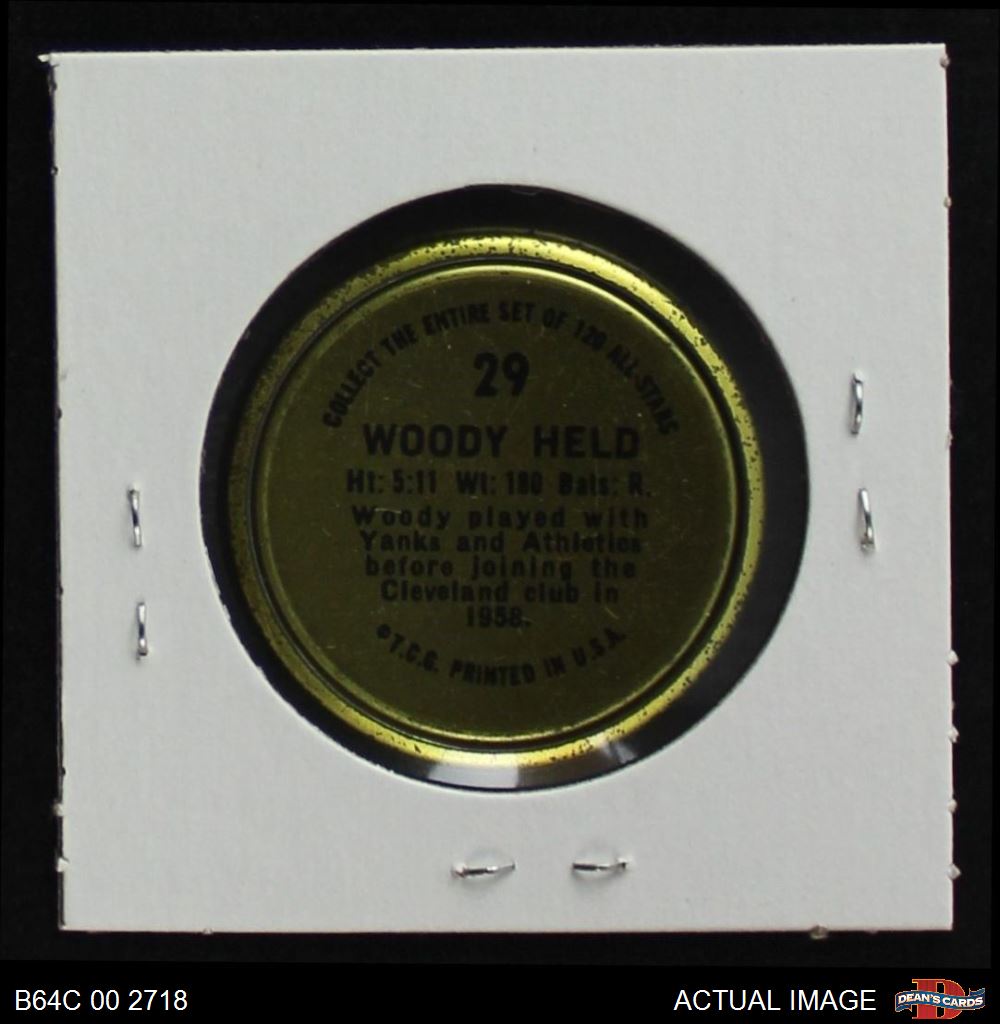 COLLECT THE ENTIRE SET OF 120 ALL-STARS
29
WOODY HELD
Ht: 5:11 Wt: 180 Bats: R.
Woody played with
Yanks and Athletics
before joining the
Cleveland club in
1958.
©T.C.G. PRINTED IN U.S.A.
B64C 00 2718
ACTUAL IMAGE
D
DEAN'S CARDS